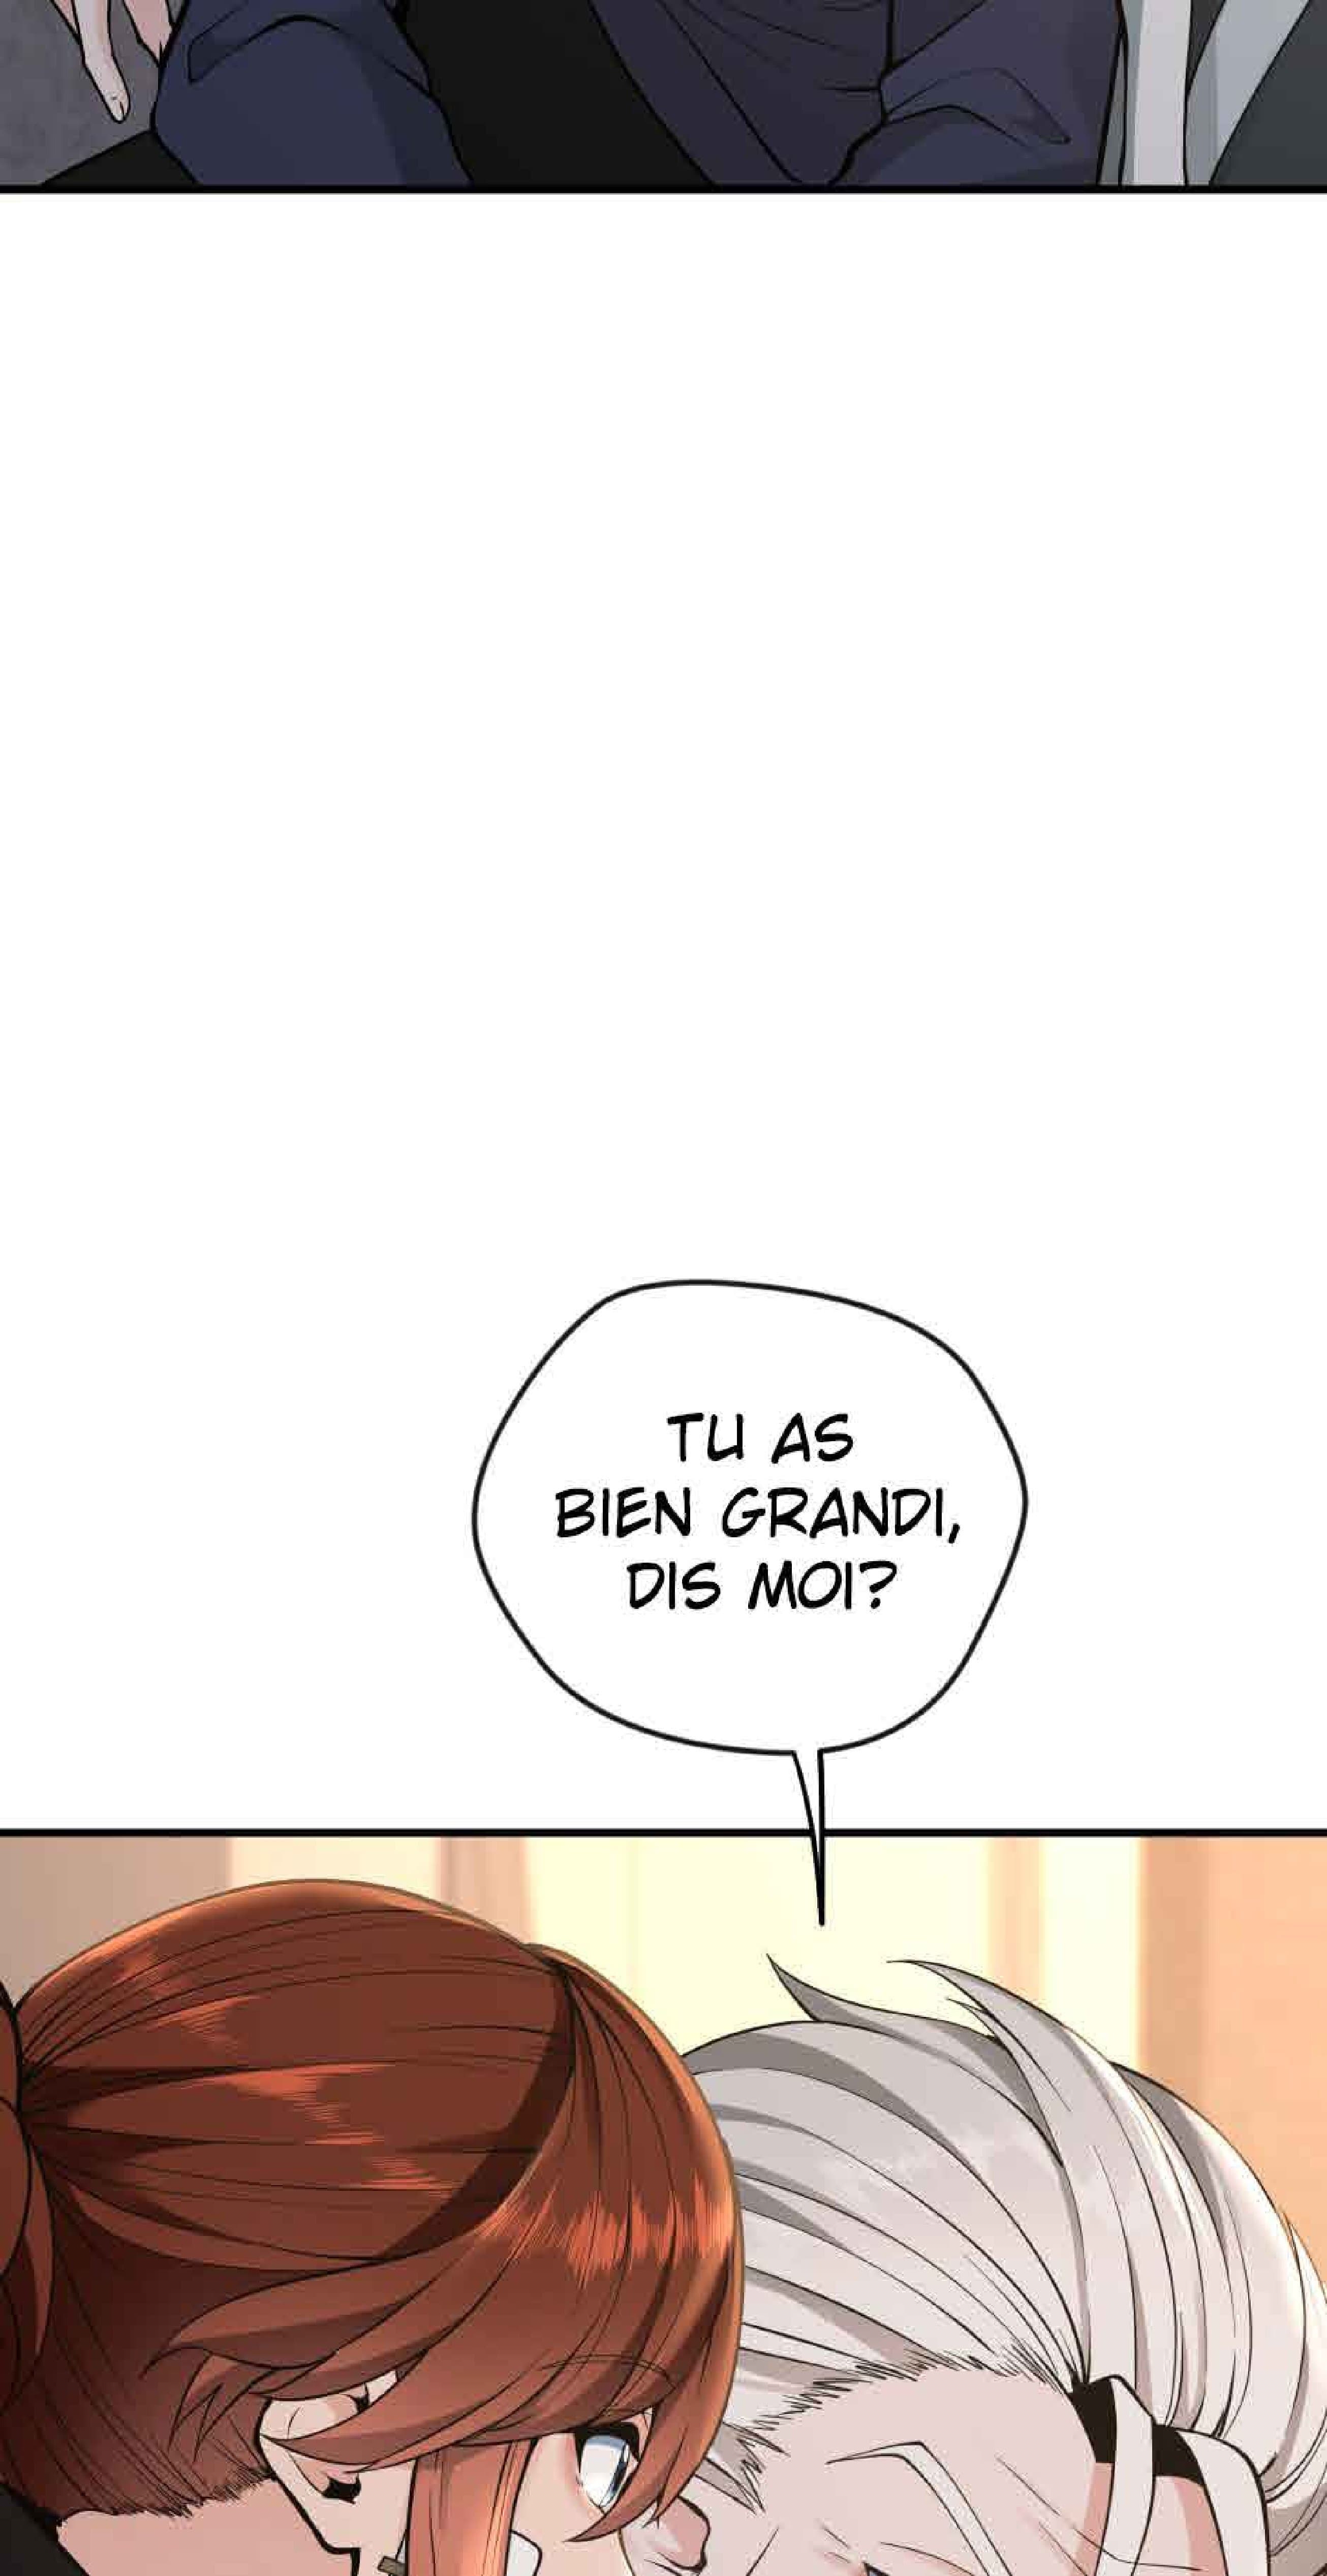 TU AS
BIEN GRANDI,
DIS MOI?